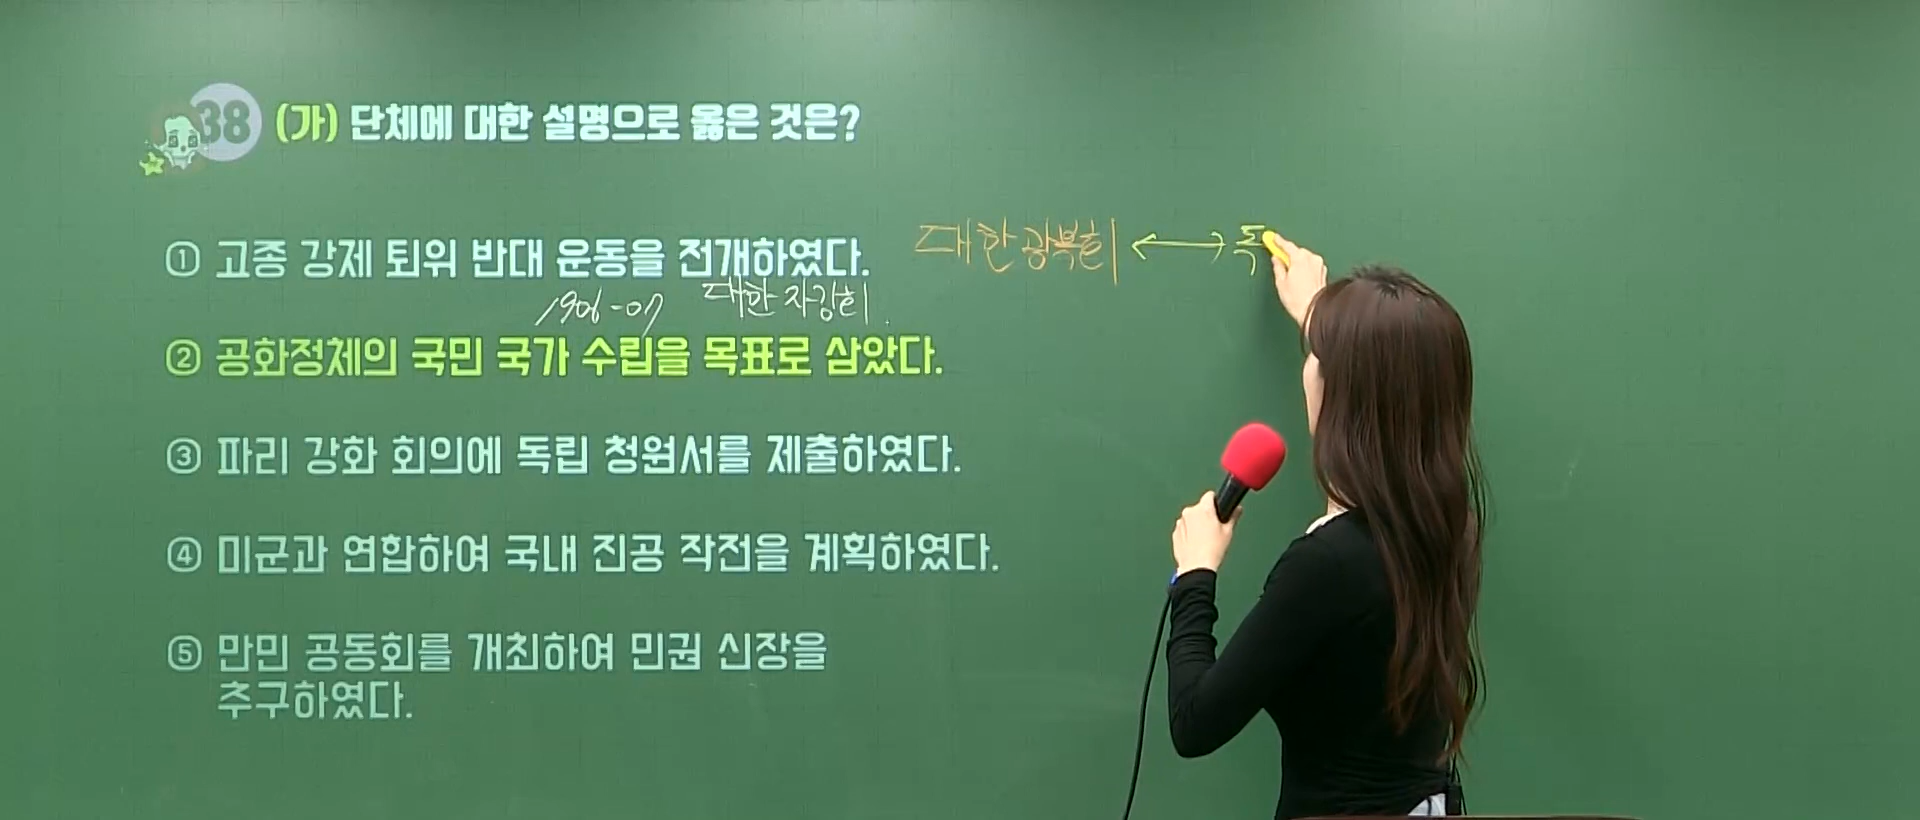 38 (가) 단체에 대한 설명으로 옳은 것은?
① 고종 강제 퇴위 반대 운동을 전개하였다.
대한광복회 ↔ 독
1906-07 대한 자강회
② 공화정체의 국민 국가 수립을 목표로 삼았다.
③ 파리 강화 회의에 독립 청원서를 제출하였다.
④ 미군과 연합하여 국내 진공 작전을 계획하였다.
⑤ 만민 공동회를 개최하여 민권 신장을
추구하였다.